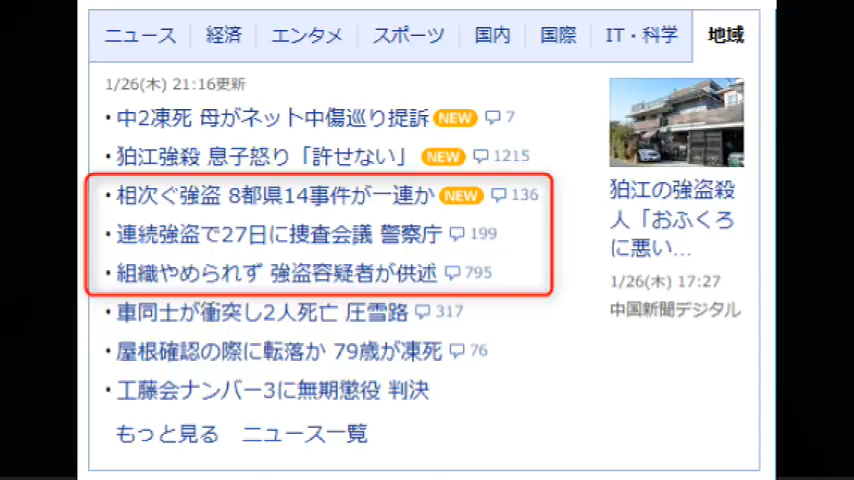 ニュース 経済 エンタメ スポーツ 国内 国際 IT・科学 地域
1/26(木) 21:16更新
・中2凍死 母がネット中傷巡り提訴 NEW 7
・狛江強殺 息子怒り「許せない」 NEW 1215
・相次ぐ強盗 8都県14事件が一連か NEW 136
・連続強盗で27日に捜査会議 警察庁 199
・組織やめられず 強盗容疑者が供述 795
・車同士が衝突し2人死亡 圧雪路 317
・屋根確認の際に転落か 79歳が凍死 76
・工藤会ナンバー3に無期懲役 判決
もっと見る ニュース一覧
狛江の強盗殺
人「おふくろ
に悪い...
1/26(木) 17:27
中国新聞デジタル